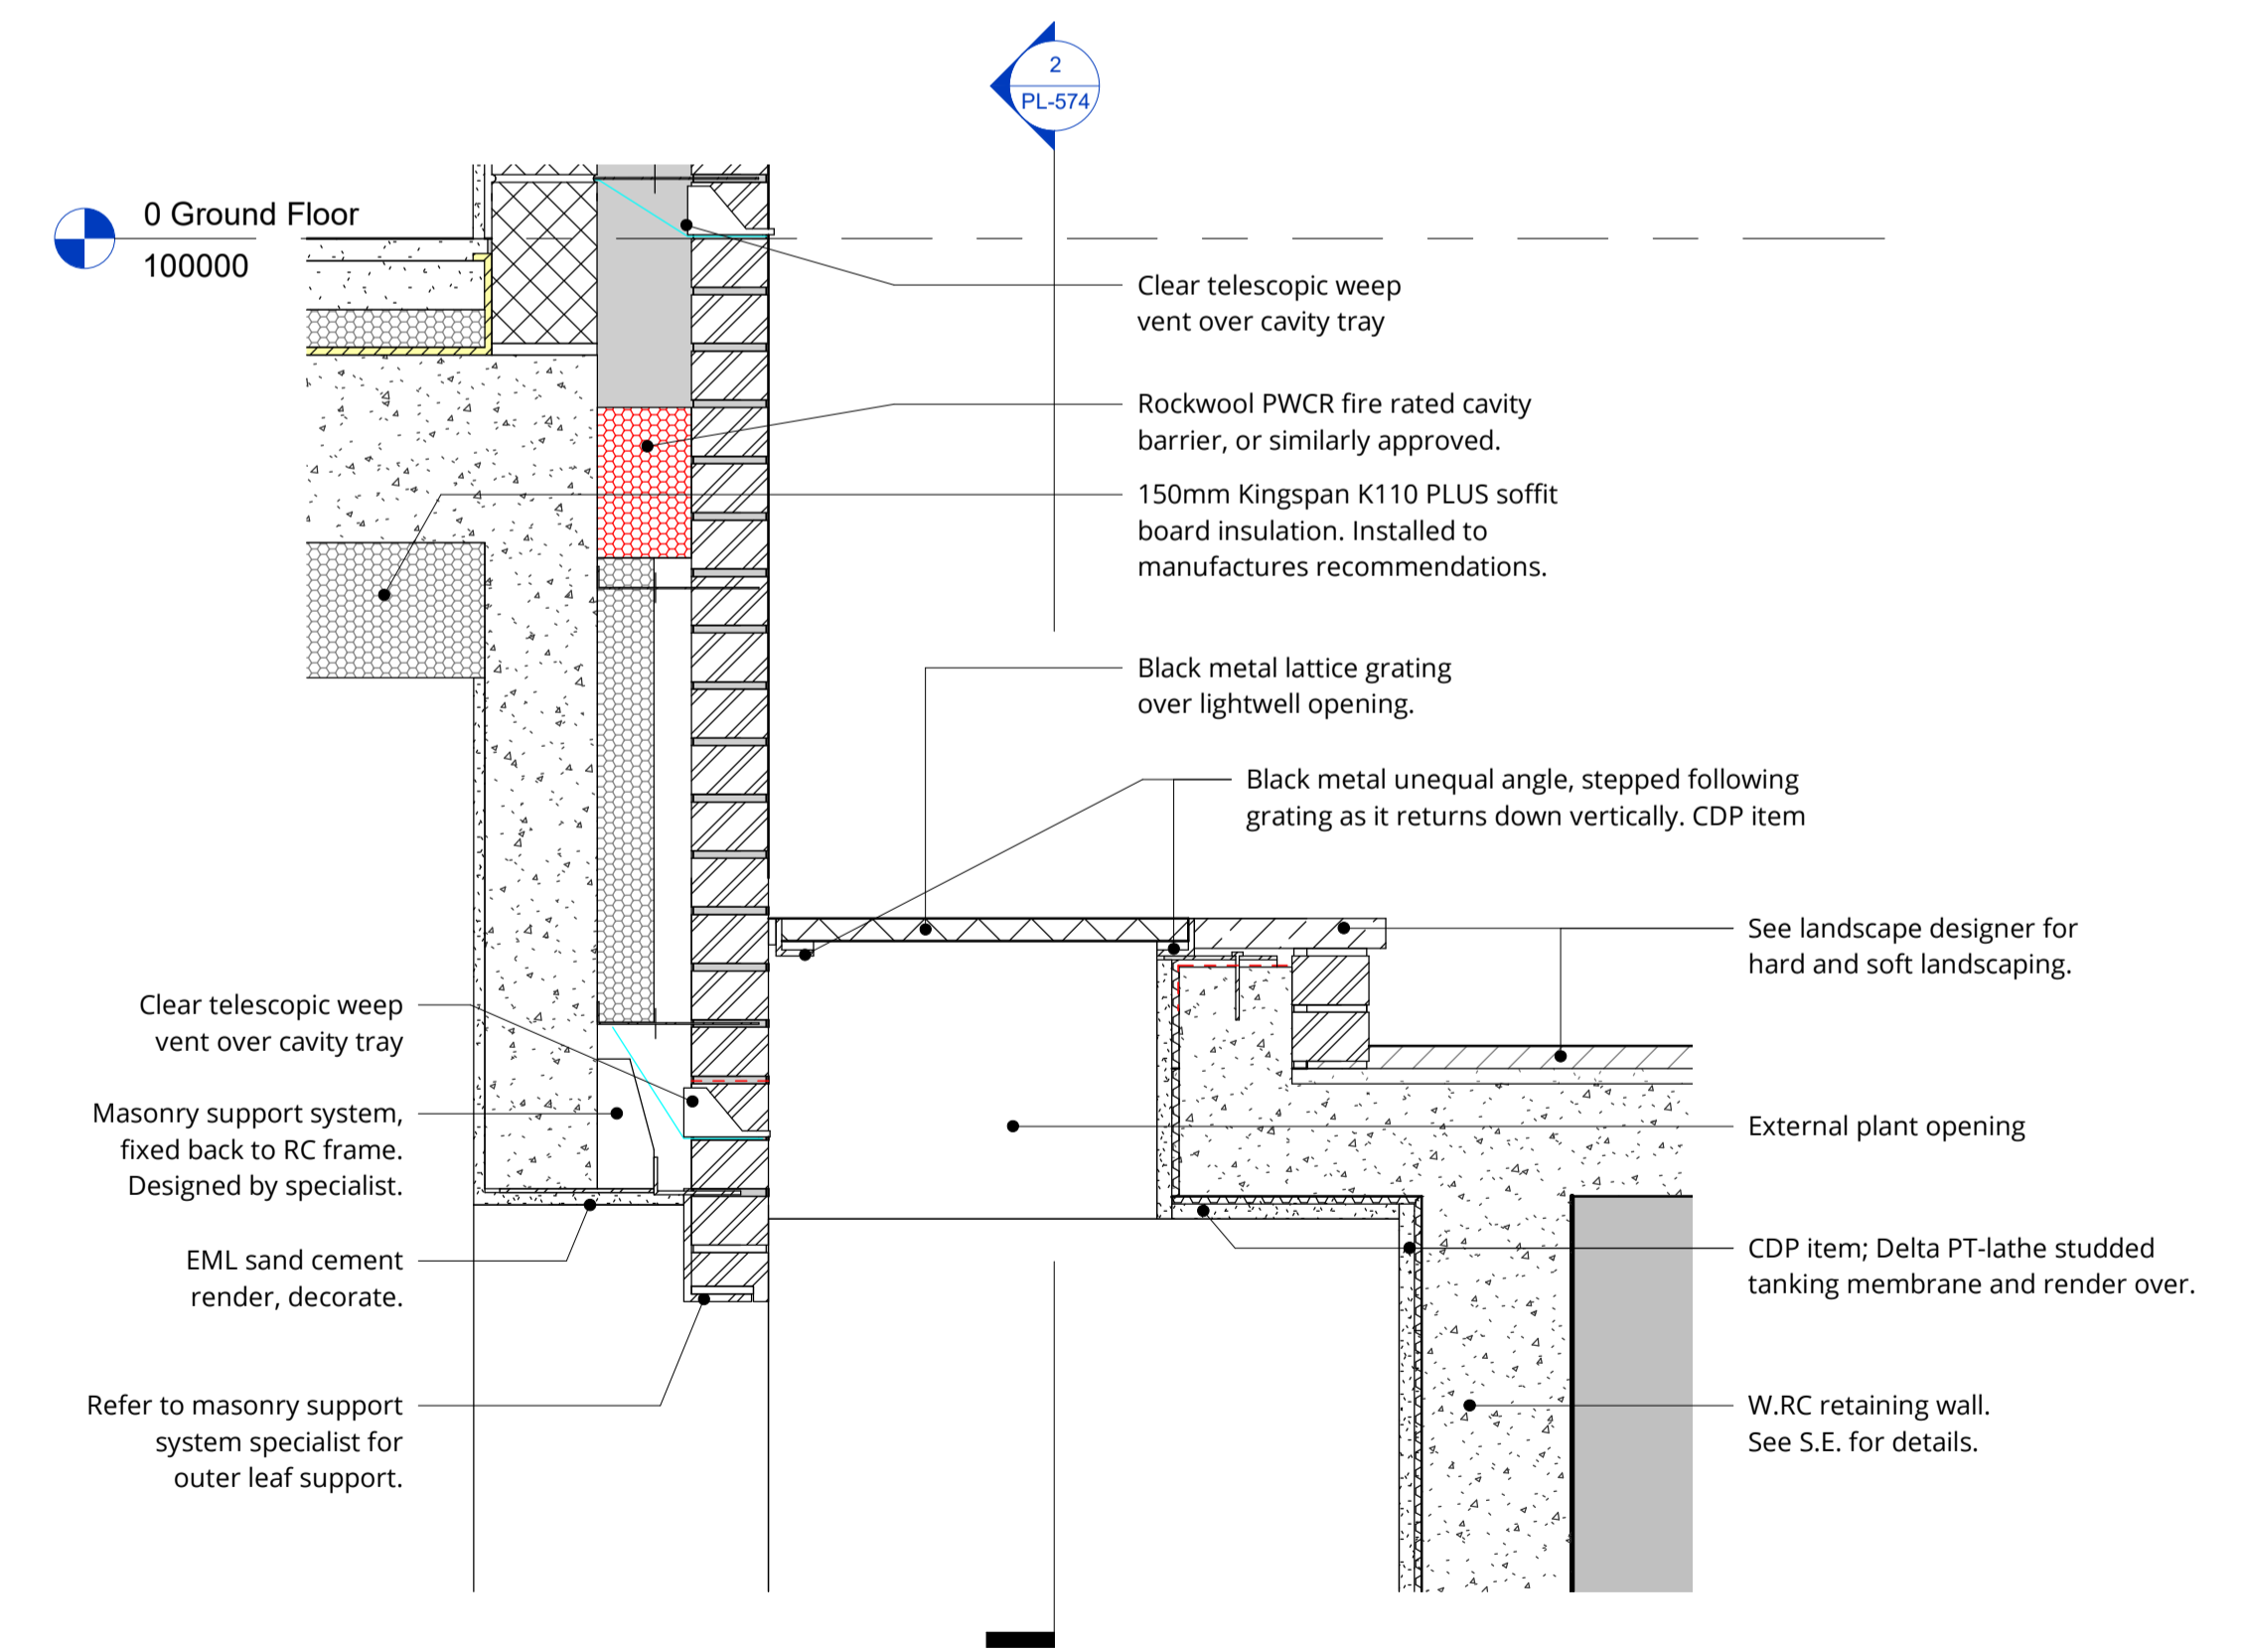 2
PL-574
0 Ground Floor
100000
Clear telescopic weep
vent over cavity tray
Rockwool PWCR fire rated cavity
barrier, or similarly approved.
150mm Kingspan K110 PLUS soffit
board insulation. Installed to
manufactures recommendations.
Black metal lattice grating
over lightwell opening.
Black metal unequal angle, stepped following
grating as it returns down vertically. CDP item
See landscape designer for
hard and soft landscaping.
Clear telescopic weep
vent over cavity tray
Masonry support system,
fixed back to RC frame.
Designed by specialist.
External plant opening
EML sand cement
render, decorate.
CDP item; Delta PT-lathe studded
tanking membrane and render over.
Refer to masonry support
system specialist for
outer leaf support.
W.RC retaining wall.
See S.E. for details.